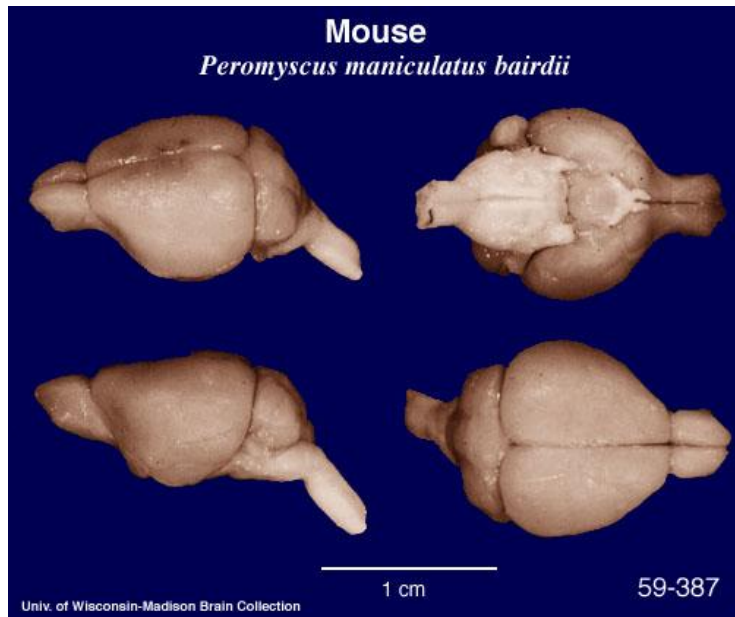 Mouse
Peromyscus maniculatus bairdii
1 cm
59-387
Univ. of Wisconsin-Madison Brain Collection